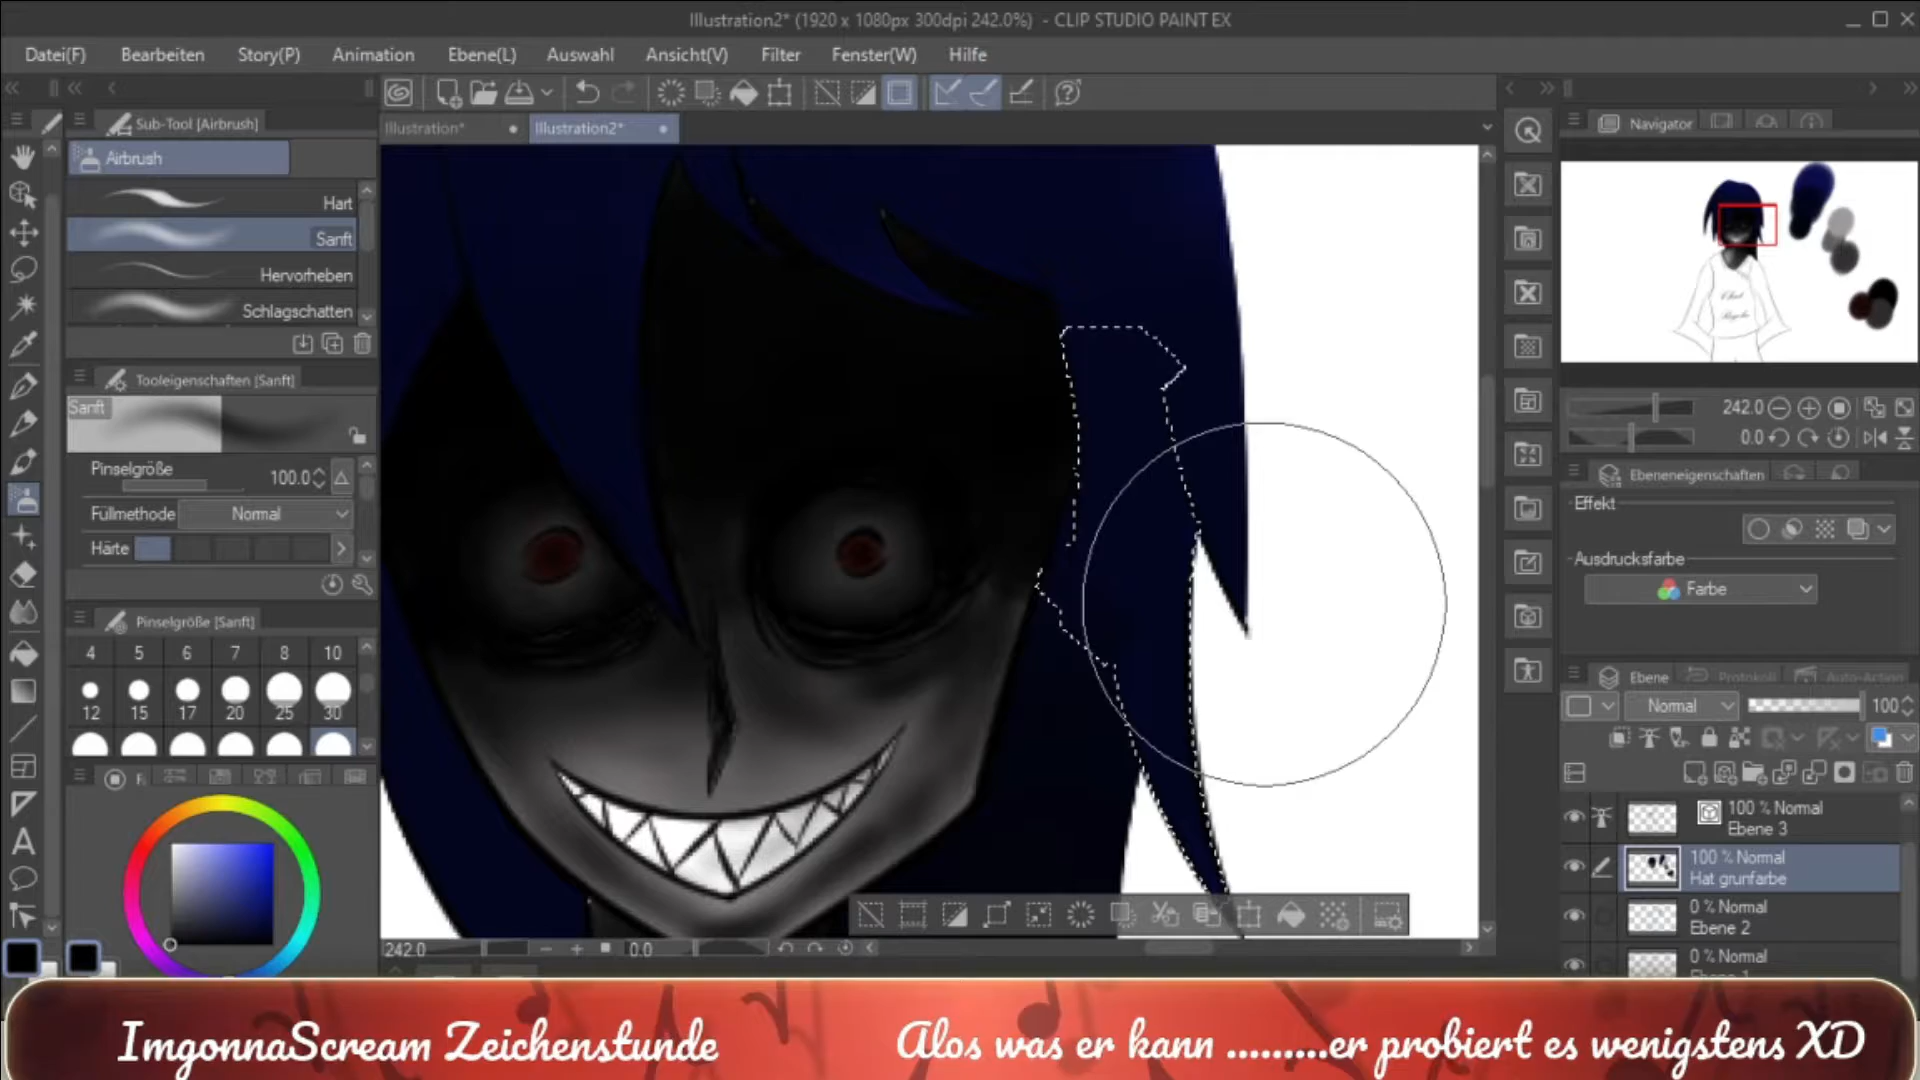 Illustration2* (1920 x 1080px 300dpi 242.0%) - CLIP STUDIO PAINT EX
Datei(F) Bearbeiten Story(P) Animation Ebene(L) Auswahl Ansicht(V) Filter Fenster(W) Hilfe
Sub-Tool [Airbrush]
Illustration* Illustration2*
Navigator
Airbrush
Hart
Sanft
Hervorheben
Schlagschatten
Tooleigenschaften [Sanft]
Sanft
Pinselgröße 100.0
Füllmethode Normal
Härte
Pinselgröße [Sanft]
4 5 6 7 8 10
12 15 17 20 25 30
242.0
0.0
Ebeneneigenschaften
Effekt
Ausdrucksfarbe
Farbe
Ebene Protokoll Auto-Action
Normal 100
100 % Normal
Ebene 3
100 % Normal
Hat grunfarbe
0 % Normal
Ebene 2
0 % Normal
242.0 0.0
ImgonnaScream Zeichenstunde Alos was er kann .........er probiert es wenigstens XD